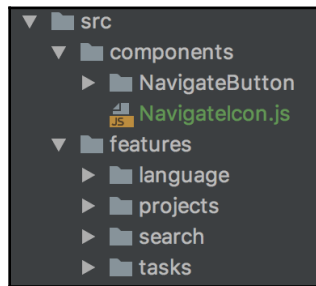 src
components
NavigateButton
JS NavigateIcon.js
features
language
projects
search
tasks